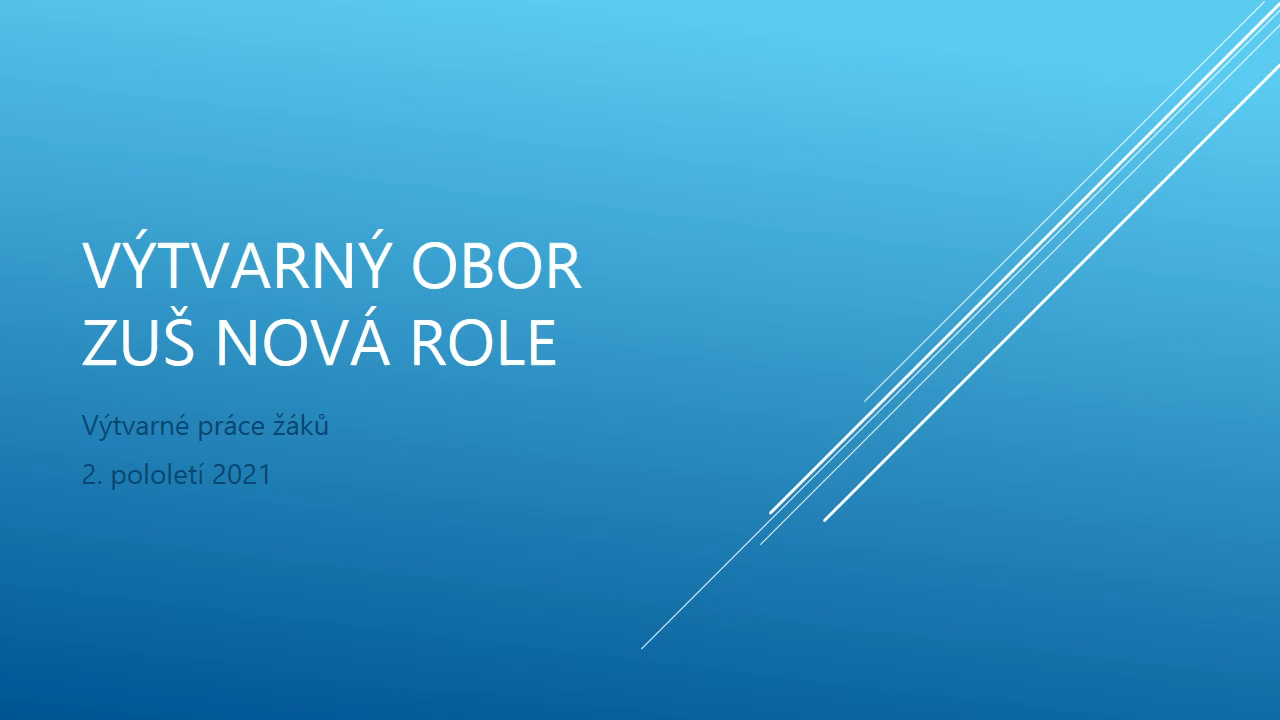 VÝTVARNÝ OBOR
ZUŠ NOVÁ ROLE
Výtvarné práce žáků
2. pololetí 2021